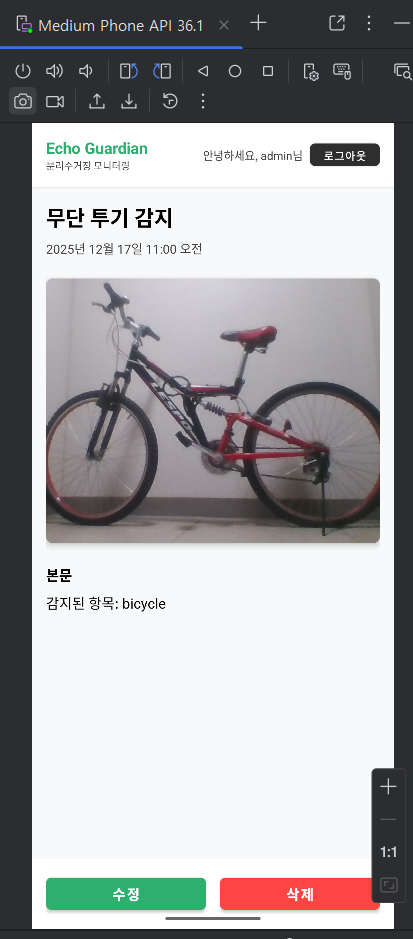 Medium Phone API 36.1
Echo Guardian
분리수거장 모니터링
안녕하세요, admin님
로그아웃
무단 투기 감지
2025년 12월 17일 11:00 오전
LESPO
본문
감지된 항목: bicycle
1:1
수정
삭제